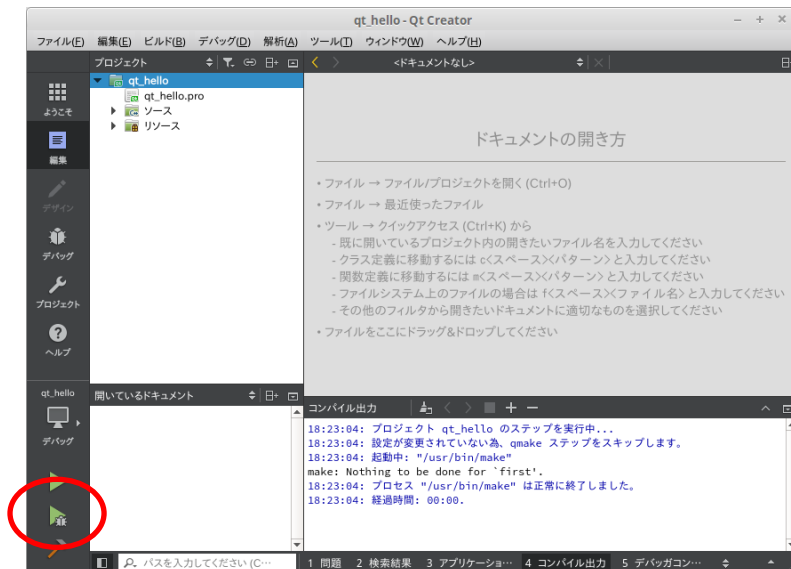 qt_hello - Qt Creator
ファイル(F) 編集(E) ビルド(B) デバッグ(D) 解析(A) ツール(T) ウィンドウ(W) ヘルプ(H)
プロジェクト
<ドキュメントなし>
qt_hello
qt_hello.pro
ソース
リソース
ようこそ
編集
デザイン
デバッグ
プロジェクト
ヘルプ
ドキュメントの開き方
• ファイル → ファイル/プロジェクトを開く (Ctrl+O)
• ファイル → 最近使ったファイル
• ツール → クイックアクセス (Ctrl+K) から
- 既に開いているプロジェクト内の開きたいファイル名を入力してください
- クラス定義に移動するには c<スペース><パターン> と入力してください
- 関数定義に移動するには m<スペース><パターン> と入力してください
- ファイルシステム上のファイルの場合は f<スペース><ファイル名> と入力してください
- その他のフィルタから開きたいドキュメントに適切なものを選択してください
• ファイルをここにドラッグ&ドロップしてください
qt_hello
デバッグ
開いているドキュメント
コンパイル出力
18:23:04: プロジェクト qt_hello のステップを実行中...
18:23:04: 設定が変更されていない為、qmake ステップをスキップします。
18:23:04: 起動中: "/usr/bin/make"
make: Nothing to be done for `first'.
18:23:04: プロセス "/usr/bin/make" は正常に終了しました。
18:23:04: 経過時間: 00:00.
パスを入力してください (C…
1 問題 2 検索結果 3 アプリケーショ… 4 コンパイル出力 5 デバッガコン…